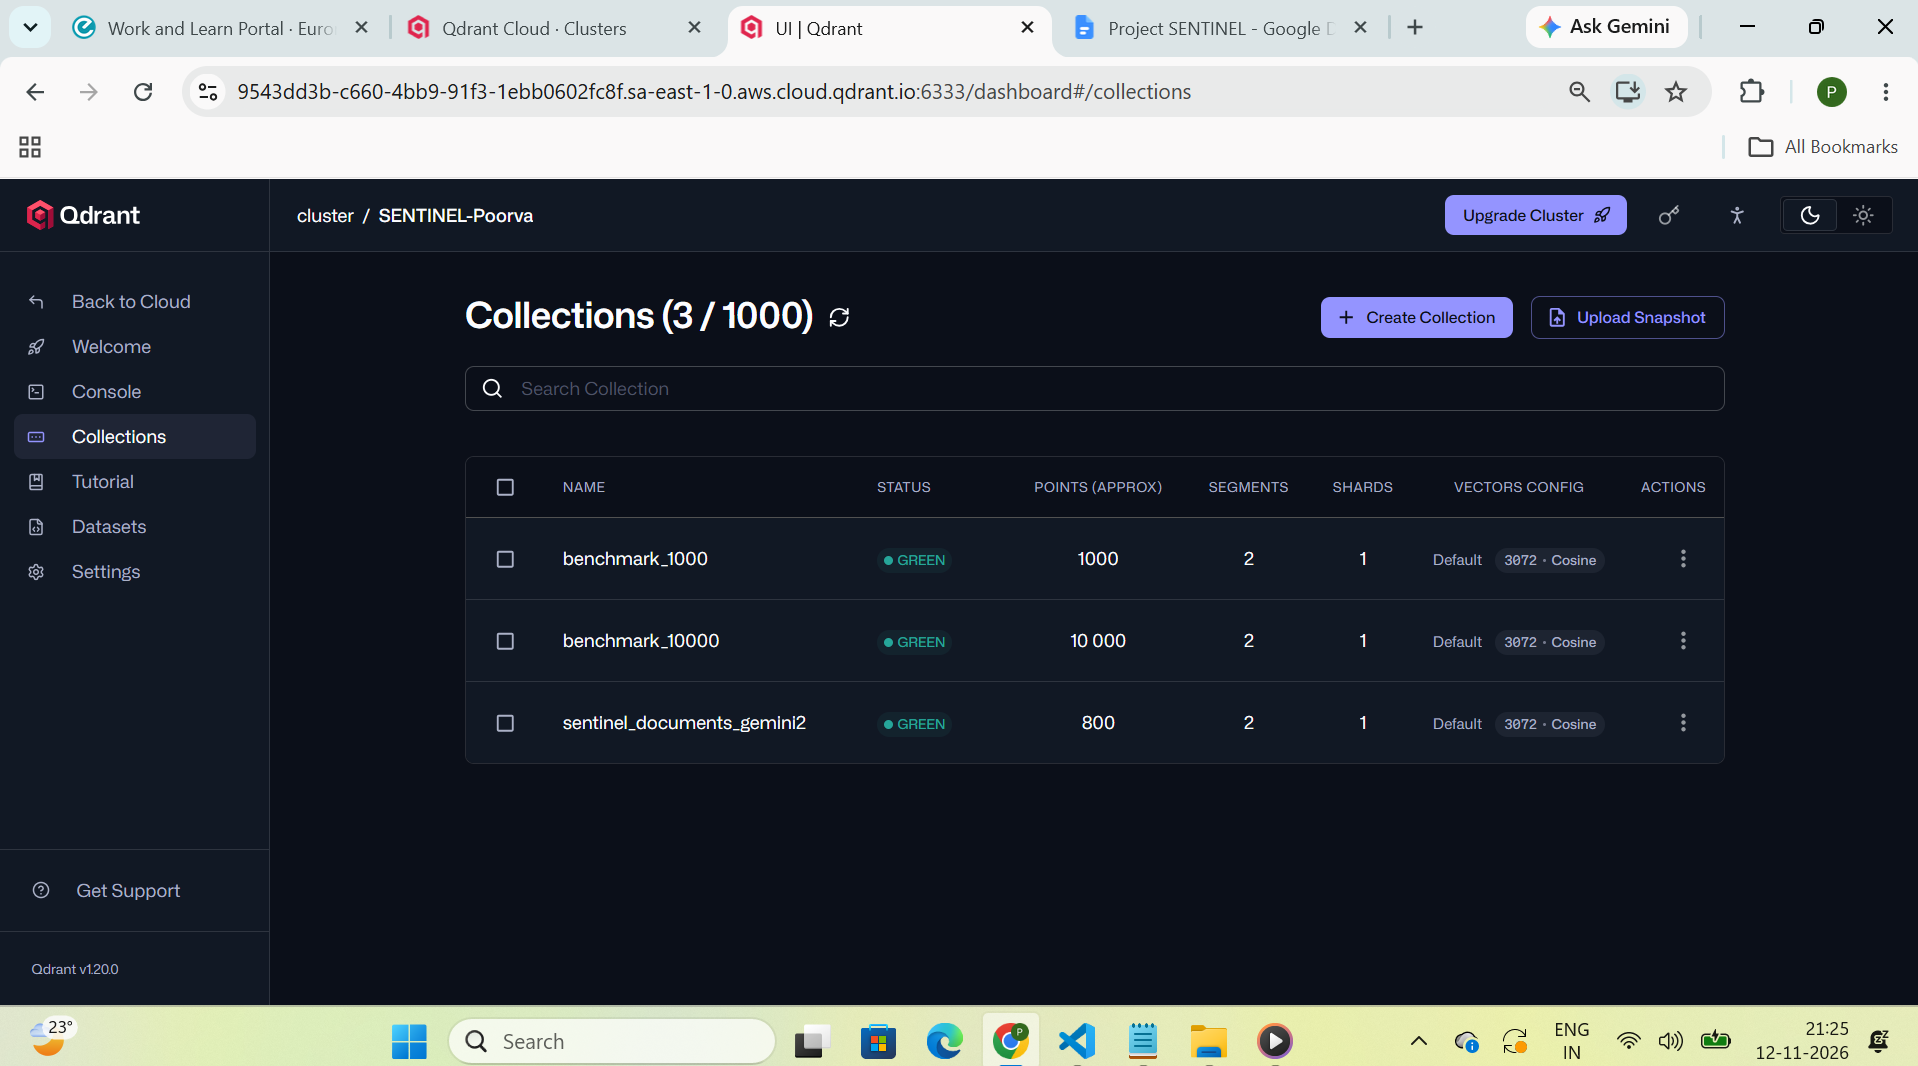 Work and Learn Portal · Euro
Qdrant Cloud · Clusters
UI | Qdrant
Project SENTINEL - Google D
Ask Gemini
9543dd3b-c660-4bb9-91f3-1ebb0602fc8f.sa-east-1-0.aws.cloud.qdrant.io:6333/dashboard#/collections
P
All Bookmarks
Qdrant
cluster / SENTINEL-Poorva
Upgrade Cluster
Back to Cloud
Welcome
Console
Collections
Tutorial
Datasets
Settings
Get Support
Qdrant v1.20.0
Collections (3 / 1000)
Create Collection
Upload Snapshot
Search Collection
NAME STATUS POINTS (APPROX) SEGMENTS SHARDS VECTORS CONFIG ACTIONS
benchmark_1000 GREEN 1000 2 1 Default 3072 · Cosine
benchmark_10000 GREEN 10 000 2 1 Default 3072 · Cosine
sentinel_documents_gemini2 GREEN 800 2 1 Default 3072 · Cosine
23°
Search
P
ENG
IN
21:25
12-11-2026